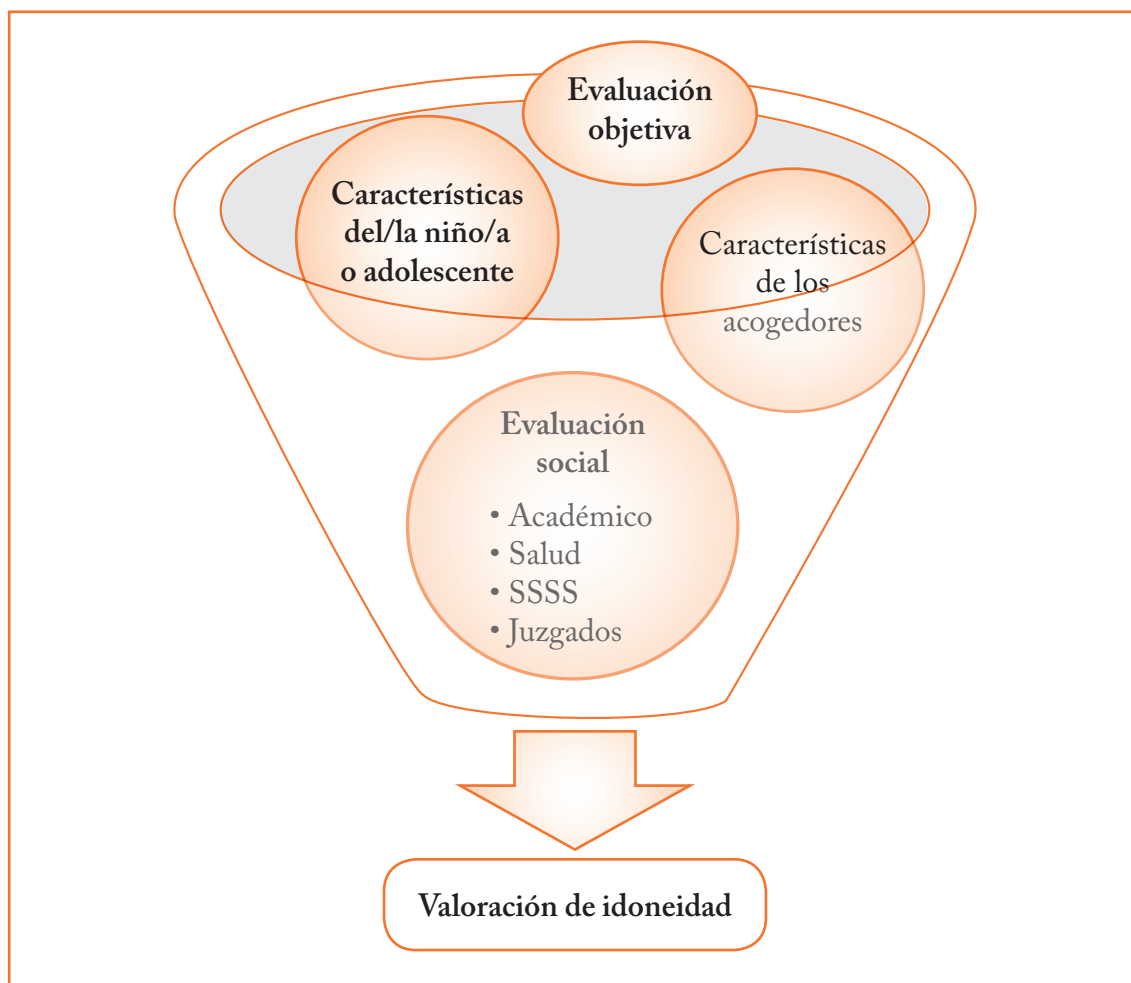 Evaluación
objetiva
Características
del/la niño/a
o adolescente
Características
de los
acogedores
Evaluación
social
• Académico
• Salud
• SSSS
• Juzgados
Valoración de idoneidad